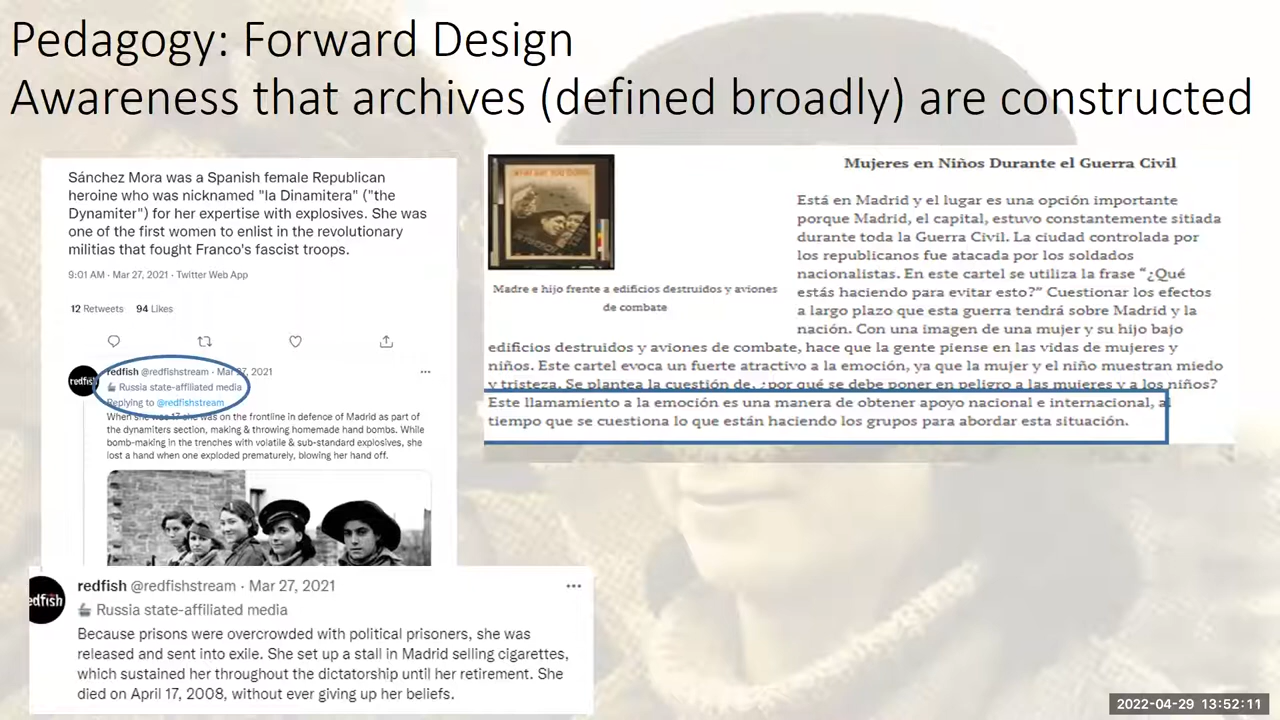 Pedagogy: Forward Design
Awareness that archives (defined broadly) are constructed
Sánchez Mora was a Spanish female Republican
heroine who was nicknamed "la Dinamitera" ("the
Dynamiter") for her expertise with explosives. She was
one of the first women to enlist in the revolutionary
militias that fought Franco's fascist troops.
9:01 AM · Mar 27, 2021 · Twitter Web App
12 Retweets 94 Likes
redfish @redfishstream · Mar 27, 2021
Russia state-affiliated media
Replying to @redfishstream
When she was 17 she was on the frontline in defence of Madrid as part of
the dynamiters section, making & throwing homemade hand bombs. While
bomb-making in the trenches with volatile & sub-standard explosives, she
lost a hand when one exploded prematurely, blowing her hand off.
redfish @redfishstream · Mar 27, 2021
Russia state-affiliated media
Because prisons were overcrowded with political prisoners, she was
released and sent into exile. She set up a stall in Madrid selling cigarettes,
which sustained her throughout the dictatorship until her retirement. She
died on April 17, 2008, without ever giving up her beliefs.
Mujeres en Niños Durante el Guerra Civil
Madre e hijo frente a edificios destruidos y aviones
de combate
Está en Madrid y el lugar es una opción importante
porque Madrid, el capital, estuvo constantemente sitiada
durante toda la Guerra Civil. La ciudad controlada por
los republicanos fue atacada por los soldados
nacionalistas. En este cartel se utiliza la frase “¿Qué
estás haciendo para evitar esto?” Cuestionar los efectos
a largo plazo que esta guerra tendrá sobre Madrid y la
nación. Con una imagen de una mujer y su hijo bajo
edificios destruidos y aviones de combate, hace que la gente piense en las vidas de mujeres y
niños. Este cartel evoca un fuerte atractivo a la emoción, ya que la mujer y el niño muestran miedo
y tristeza. Se plantea la cuestión de, ¿por qué se debe poner en peligro a las mujeres y a los niños?
Este llamamiento a la emoción es una manera de obtener apoyo nacional e internacional, al
tiempo que se cuestiona lo que están haciendo los grupos para abordar esta situación.
2022-04-29 13:52:11